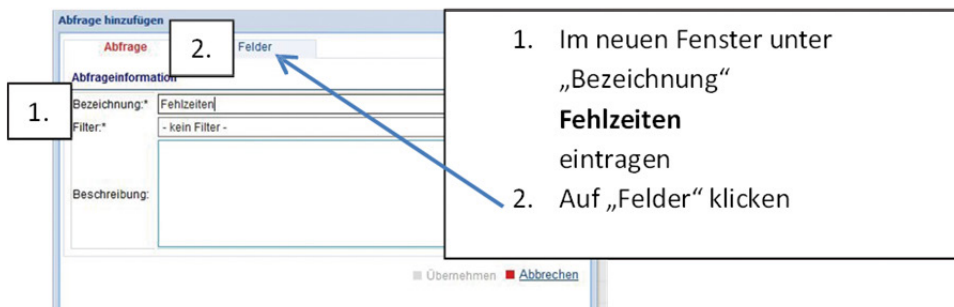 Abfrage hinzufügen
Abfrage
2.
Felder
Abfrageinformation
1.
Bezeichnung:* Fehlzeiten
Filter:* - kein Filter -
Beschreibung:
Übernehmen Abbrechen
1. Im neuen Fenster unter
„Bezeichnung“
Fehlzeiten
eintragen
2. Auf „Felder“ klicken